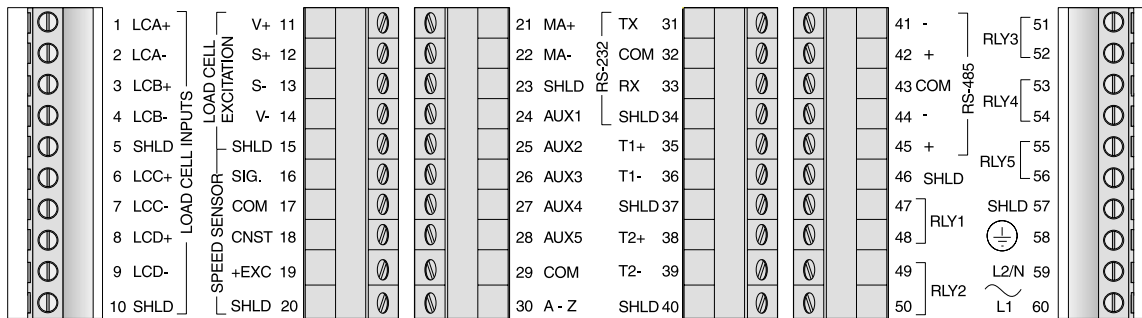 1 LCA+
2 LCA-
3 LCB+
4 LCB-
5 SHLD
6 LCC+
7 LCC-
8 LCD+
9 LCD-
10 SHLD
LOAD CELL INPUTS
LOAD CELL
EXCITATION
SPEED SENSOR
V+ 11
S+ 12
S- 13
V- 14
SHLD 15
SIG. 16
COM 17
CNST 18
+EXC 19
SHLD 20
21 MA+
22 MA-
23 SHLD
24 AUX1
25 AUX2
26 AUX3
27 AUX4
28 AUX5
29 COM
30 A - Z
RS-232
TX 31
COM 32
RX 33
SHLD 34
T1+ 35
T1- 36
SHLD 37
T2+ 38
T2- 39
SHLD 40
41 -
42 +
43 COM
44 -
45 +
46 SHLD
RS-485
47
48
RLY1
49
50
RLY2
RLY3
51
52
RLY4
53
54
RLY5
55
56
SHLD 57
58
L2/N 59
L1 60